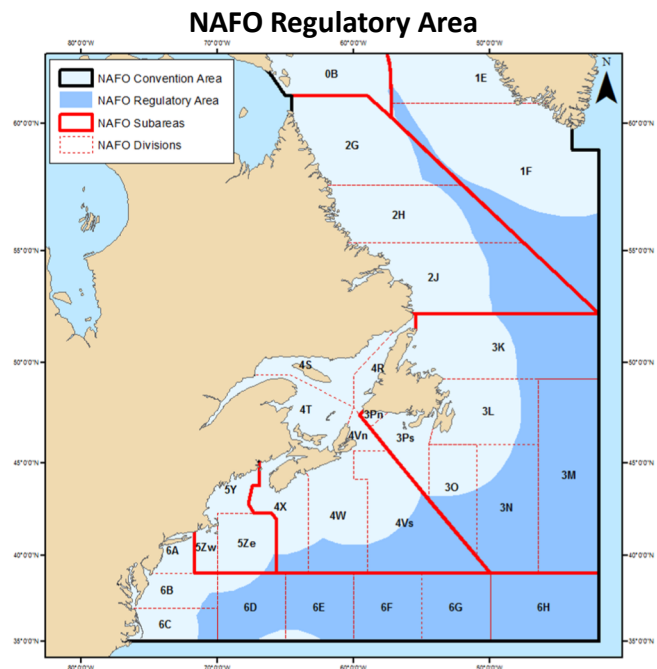 NAFO Regulatory Area
60°0'0"W 70°0'0"W 60°0'0"W 50°0'0"W
NAFO Convention Area
NAFO Regulatory Area
NAFO Subareas
NAFO Divisions
N
0B
1E
60°0'0"N
60°0'0"N
2G
1F
2H
55°0'0"N
55°0'0"N
2J
3K
50°0'0"N
50°0'0"N
4S
4R
4T
3Pn
3L
4Vn
3Ps
3M
45°0'0"N
45°0'0"N
5Y
3O
4X
4W
3N
4Vs
5Zw
5Ze
6A
40°0'0"N
40°0'0"N
6B
6C
6D
6E
6F
6G
6H
35°0'0"N
35°0'0"N